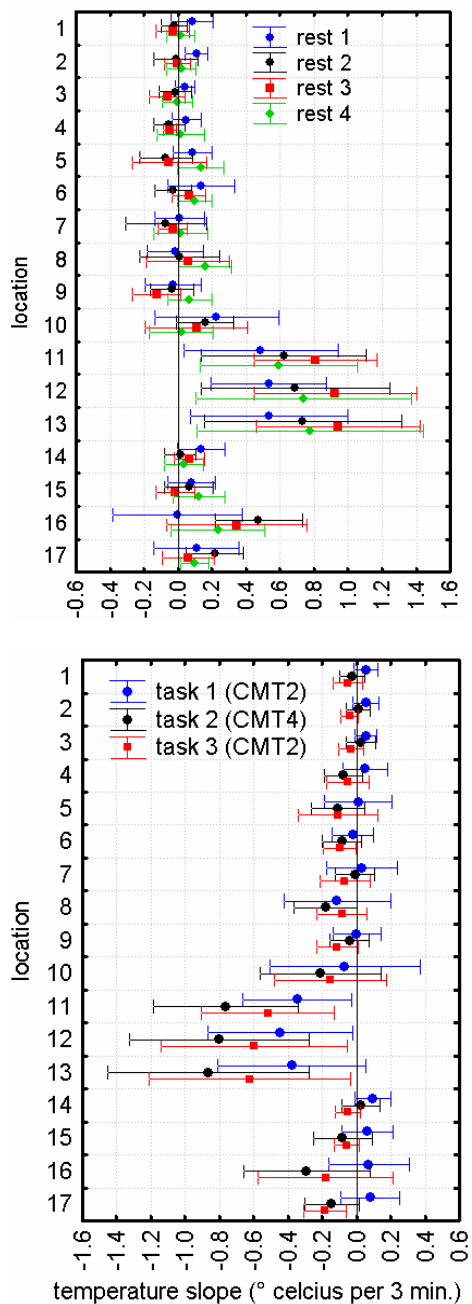 1
2
3
4
5
6
7
8
9
10
11
12
13
14
15
16
17
location
rest 1
rest 2
rest 3
rest 4
-0.6 -0.4 -0.2 0.0 0.2 0.4 0.6 0.8 1.0 1.2 1.4 1.6
1
2
3
4
5
6
7
8
9
10
11
12
13
14
15
16
17
location
task 1 (CMT2)
task 2 (CMT4)
task 3 (CMT2)
-1.6 -1.4 -1.2 -1.0 -0.8 -0.6 -0.4 -0.2 0.0 0.2 0.4 0.6
temperature slope (° celcius per 3 min.)